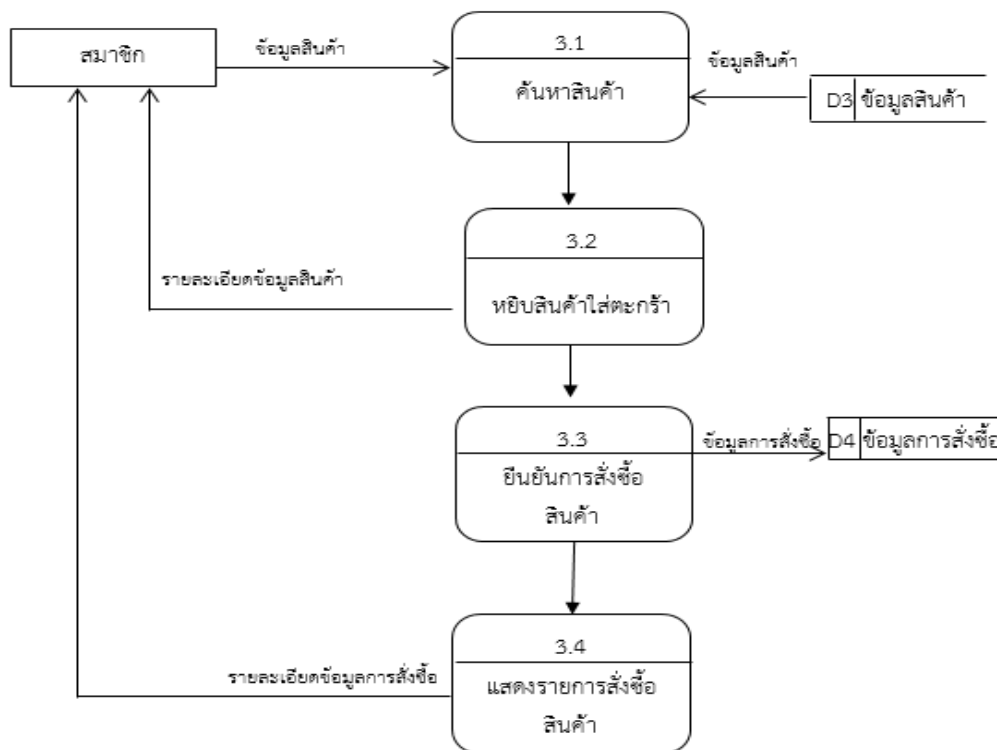 สมาชิก
ข้อมูลสินค้า
3.1
ค้นหาสินค้า
ข้อมูลสินค้า
D3 ข้อมูลสินค้า
3.2
หยิบสินค้าใส่ตะกร้า
รายละเอียดข้อมูลสินค้า
3.3
ยืนยันการสั่งซื้อ
สินค้า
ข้อมูลการสั่งซื้อ
D4 ข้อมูลการสั่งซื้อ
3.4
แสดงรายการสั่งซื้อ
สินค้า
รายละเอียดข้อมูลการสั่งซื้อ